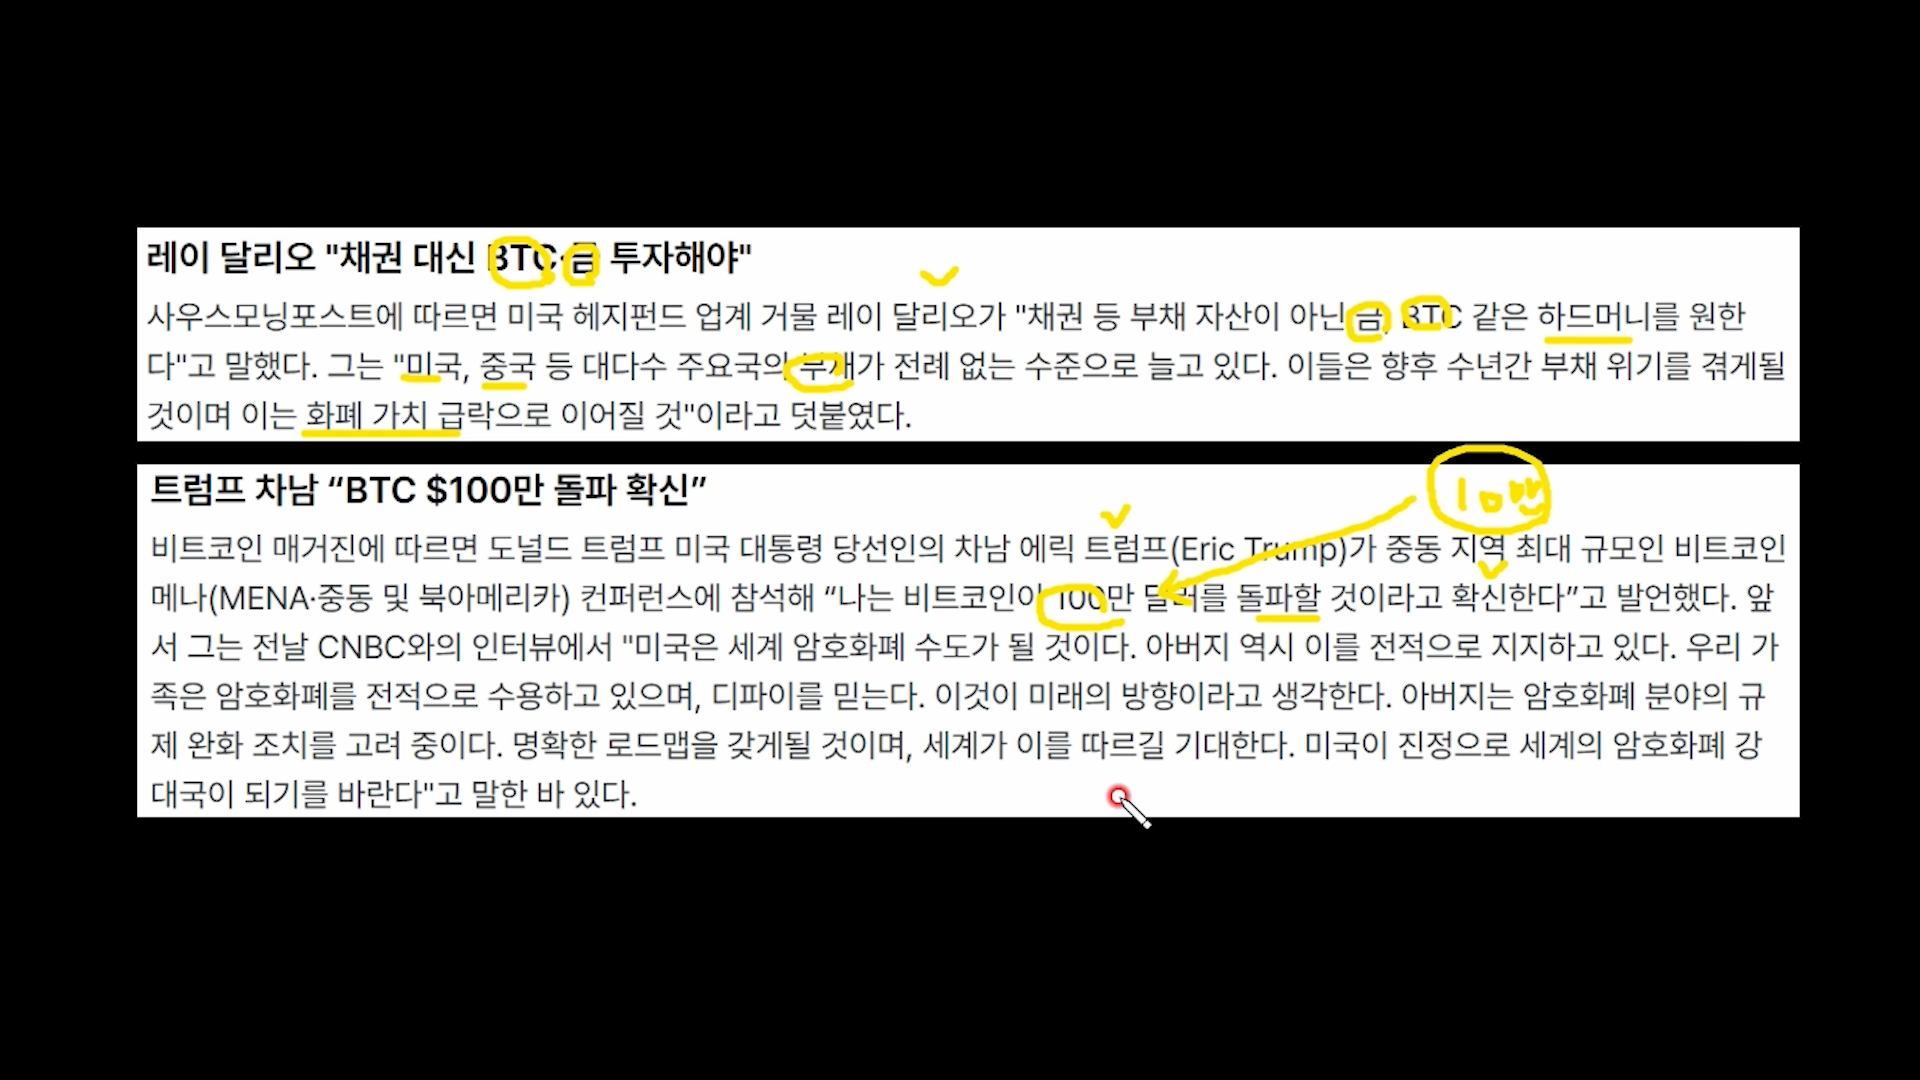 레이 달리오 "채권 대신 BTC·금 투자해야"
사우스모닝포스트에 따르면 미국 헤지펀드 업계 거물 레이 달리오가 "채권 등 부채 자산이 아닌 금, BTC 같은 하드머니를 원한
다"고 말했다. 그는 "미국, 중국 등 대다수 주요국의 부채가 전례 없는 수준으로 늘고 있다. 이들은 향후 수년간 부채 위기를 겪게될
것이며 이는 화폐 가치 급락으로 이어질 것"이라고 덧붙였다.
10만
트럼프 차남 “BTC $100만 돌파 확신”
비트코인 매거진에 따르면 도널드 트럼프 미국 대통령 당선인의 차남 에릭 트럼프(Eric Trump)가 중동 지역 최대 규모인 비트코인
메나(MENA·중동 및 북아메리카) 컨퍼런스에 참석해 “나는 비트코인이 100만 달러를 돌파할 것이라고 확신한다”고 발언했다. 앞
서 그는 전날 CNBC와의 인터뷰에서 "미국은 세계 암호화폐 수도가 될 것이다. 아버지 역시 이를 전적으로 지지하고 있다. 우리 가
족은 암호화폐를 전적으로 수용하고 있으며, 디파이를 믿는다. 이것이 미래의 방향이라고 생각한다. 아버지는 암호화폐 분야의 규
제 완화 조치를 고려 중이다. 명확한 로드맵을 갖게될 것이며, 세계가 이를 따르길 기대한다. 미국이 진정으로 세계의 암호화폐 강
대국이 되기를 바란다"고 말한 바 있다.